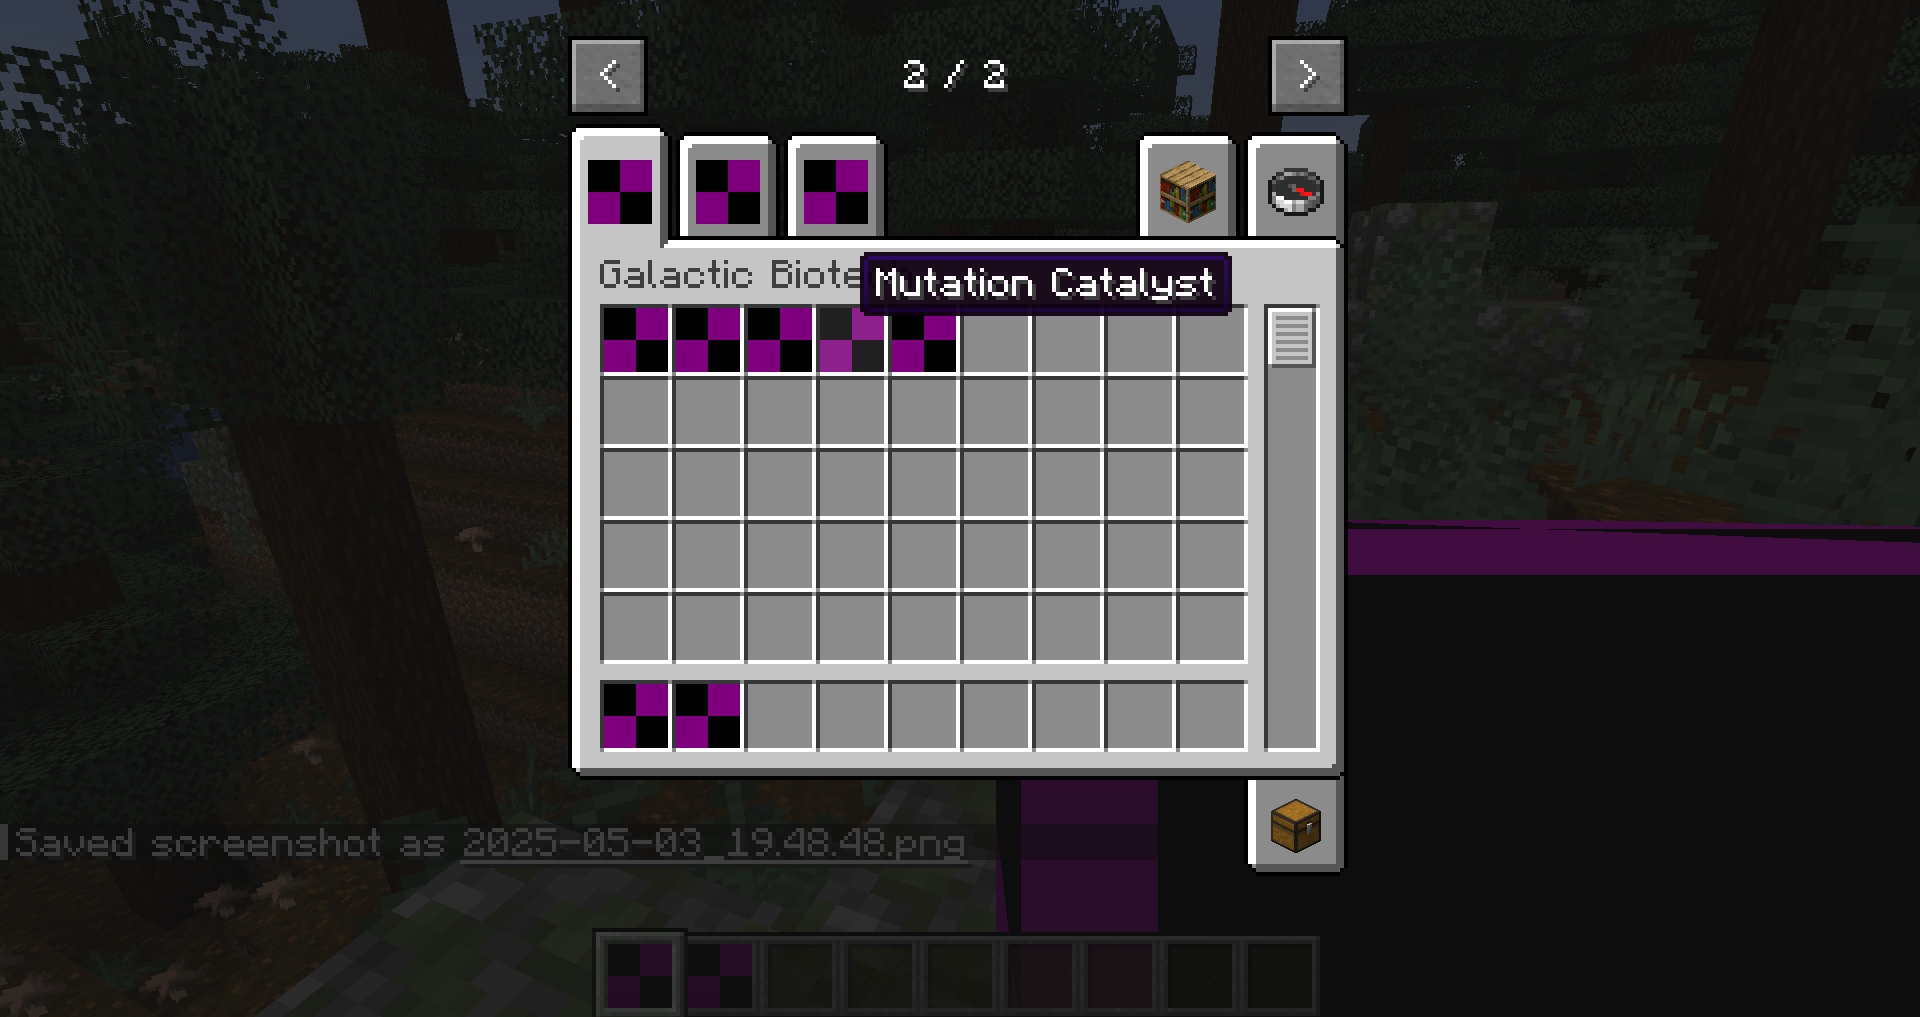 2 / 2
Galactic Biote
Mutation Catalyst
Saved screenshot as 2025-05-03_19.48.48.png